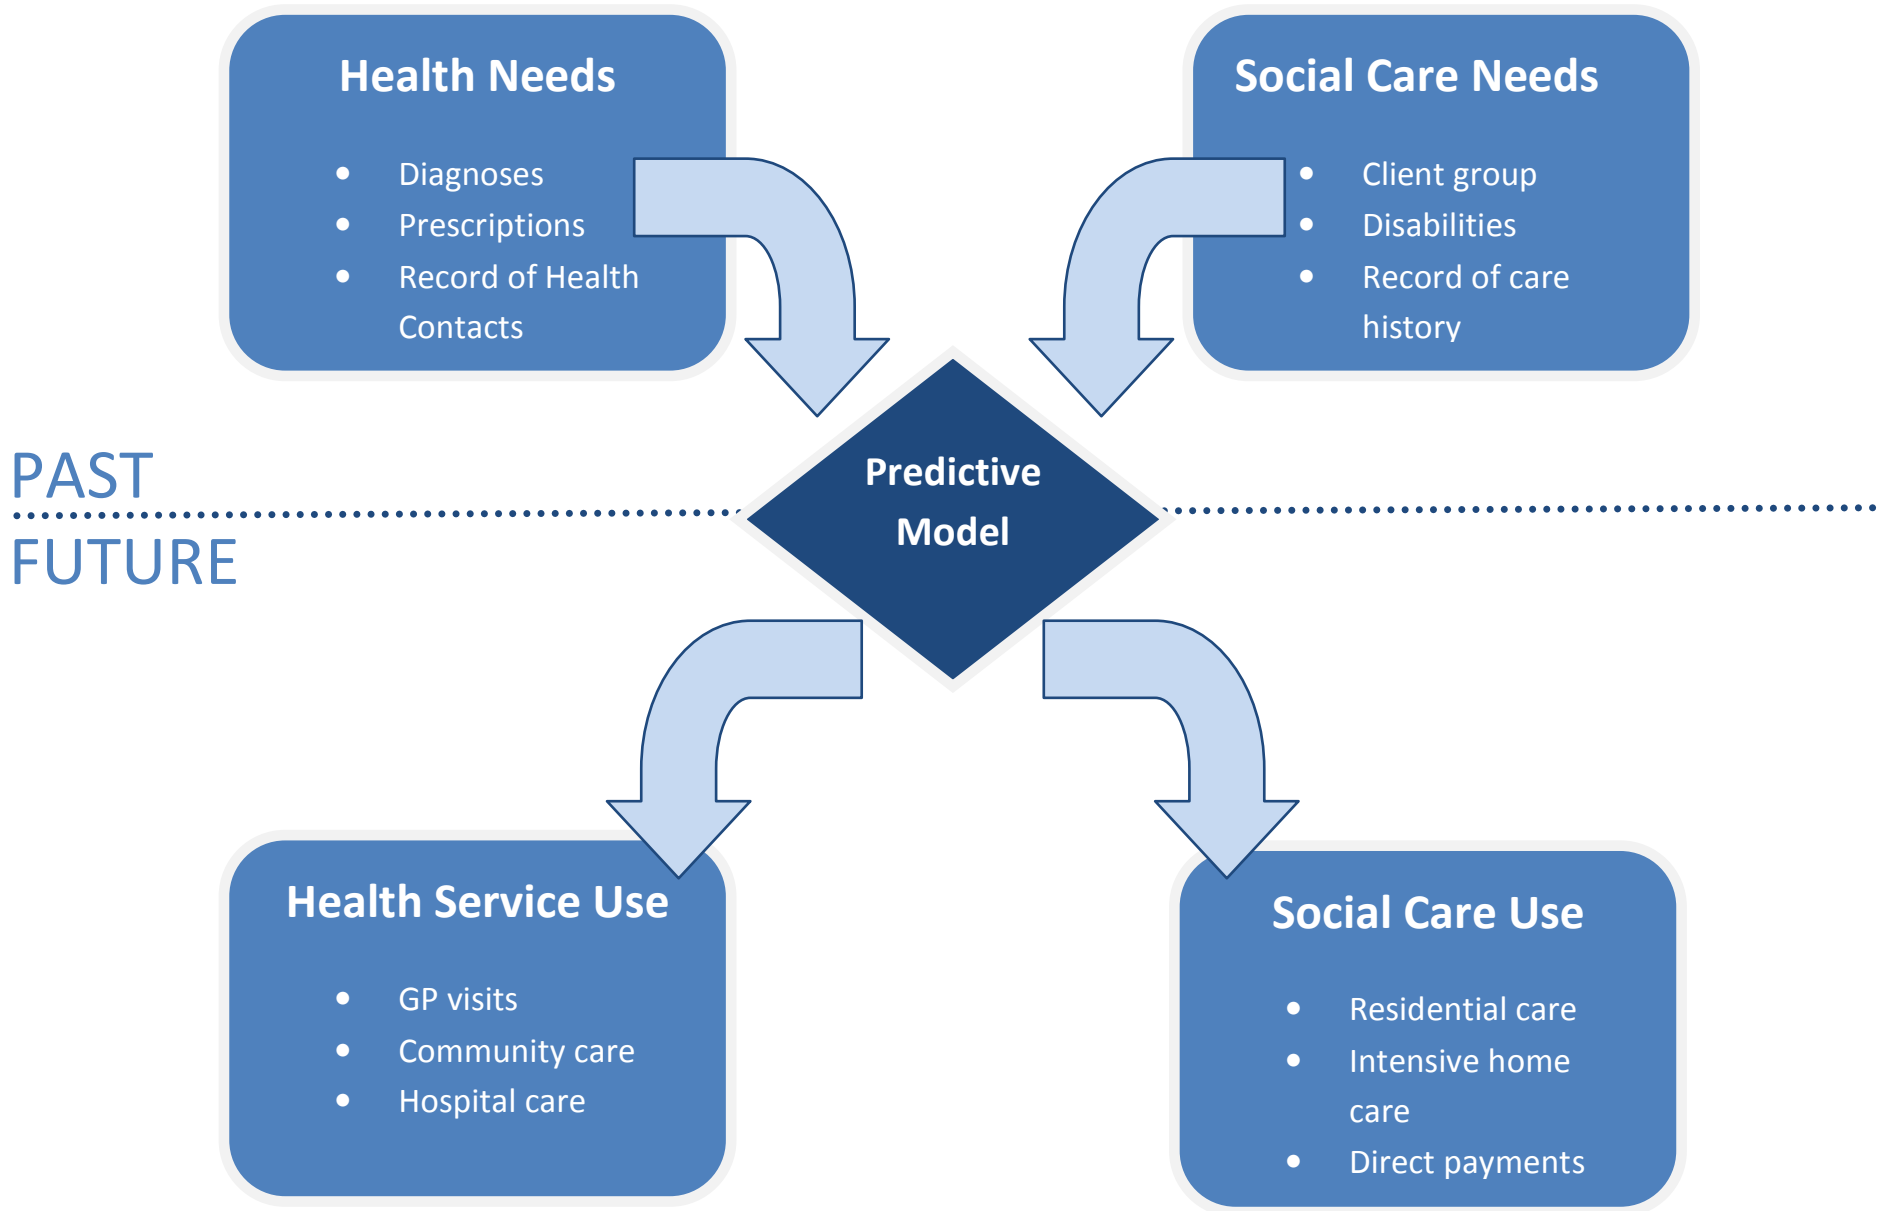 Health Needs
• Diagnoses
• Prescriptions
• Record of Health
Contacts
Social Care Needs
• Client group
• Disabilities
• Record of care
history
PAST
FUTURE
Predictive
Model
Health Service Use
• GP visits
• Community care
• Hospital care
Social Care Use
• Residential care
• Intensive home
care
• Direct payments